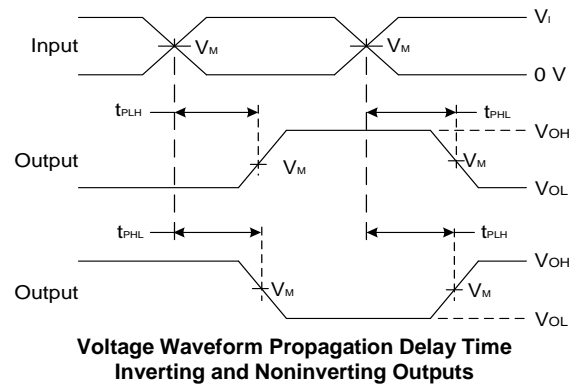 Input VM VM VI
0 V
tPLH tPHL
Output VM VM VOH
VOL
tPHL tPLH
Output VM VM VOH
VOL
Voltage Waveform Propagation Delay Time
Inverting and Noninverting Outputs